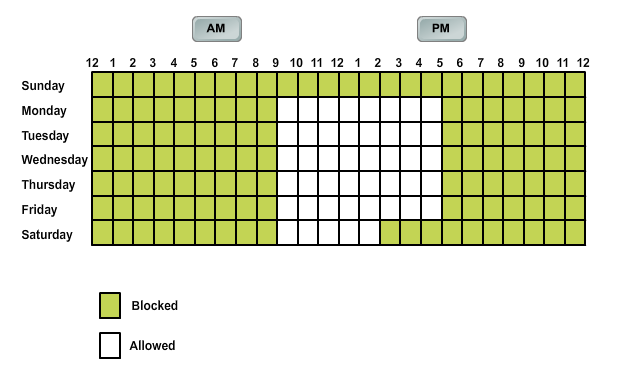 AM PM
12 1 2 3 4 5 6 7 8 9 10 11 12 1 2 3 4 5 6 7 8 9 10 11 12
Sunday
Monday
Tuesday
Wednesday
Thursday
Friday
Saturday
Blocked
Allowed